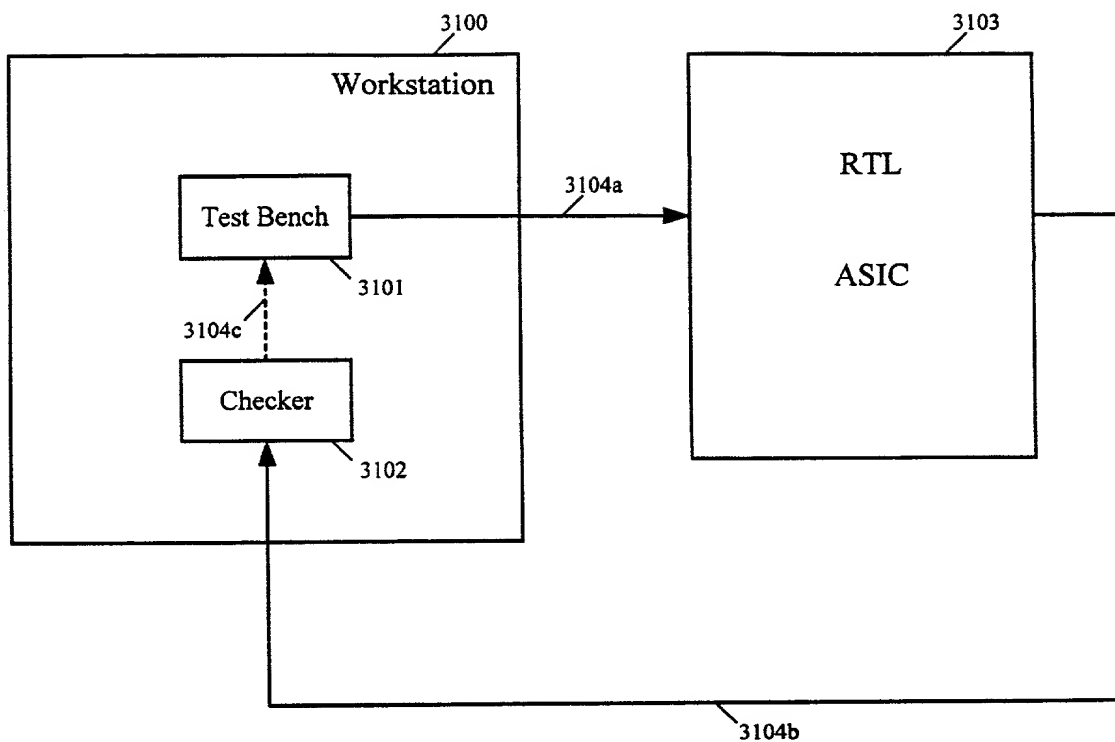 3100
3103
Workstation
RTL
3104a
Test Bench
ASIC
3101
3104c
Checker
3102
3104b